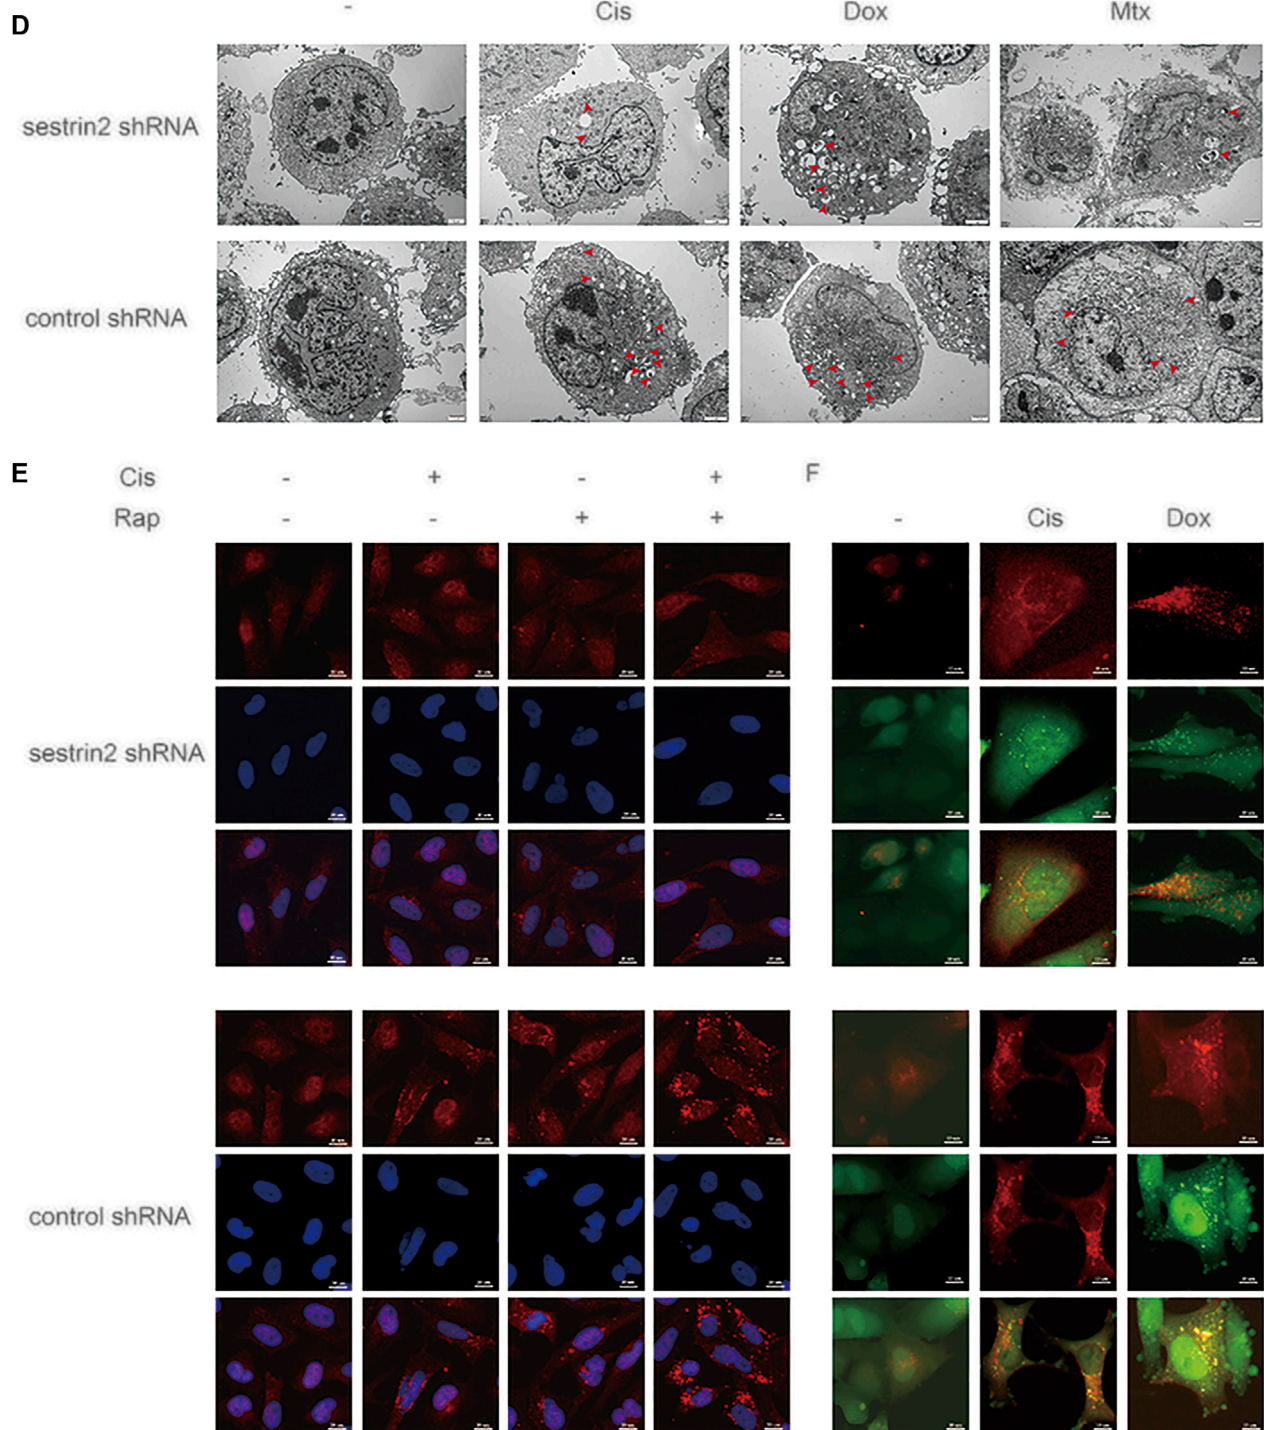 D
- Cis Dox Mtx
sestrin2 shRNA
control shRNA
E Cis - + - + F
Rap - - + + - Cis Dox
sestrin2 shRNA
control shRNA